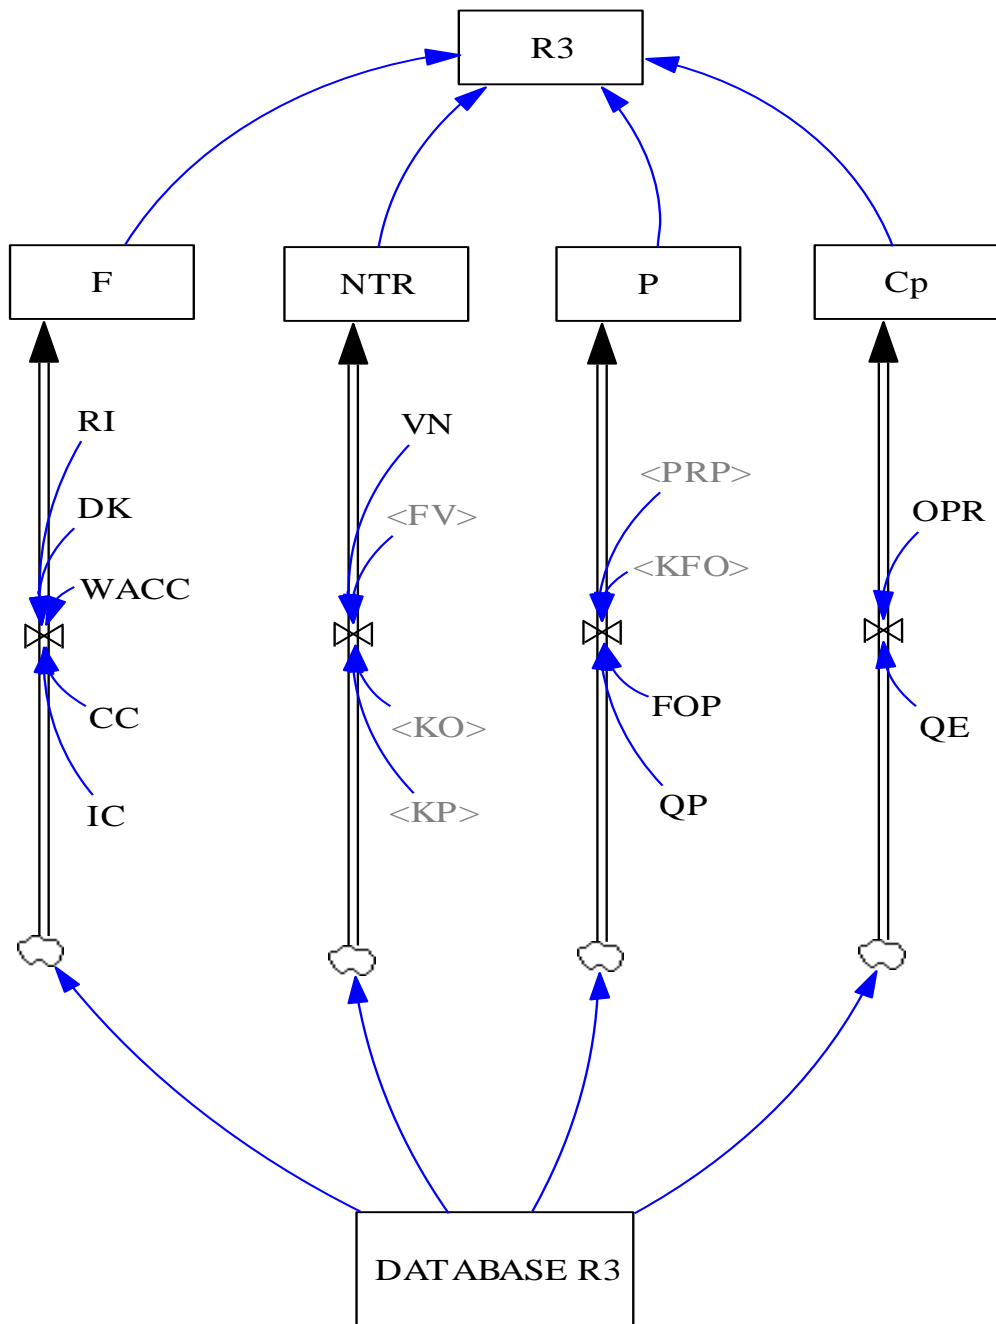 R3
F
NTR
P
Cp
RI
VN
<PRP>
DK
<FV>
OPR
<KFO>
WACC
CC
<KO>
FOP
QE
IC
<KP>
QP
DATABASE R3